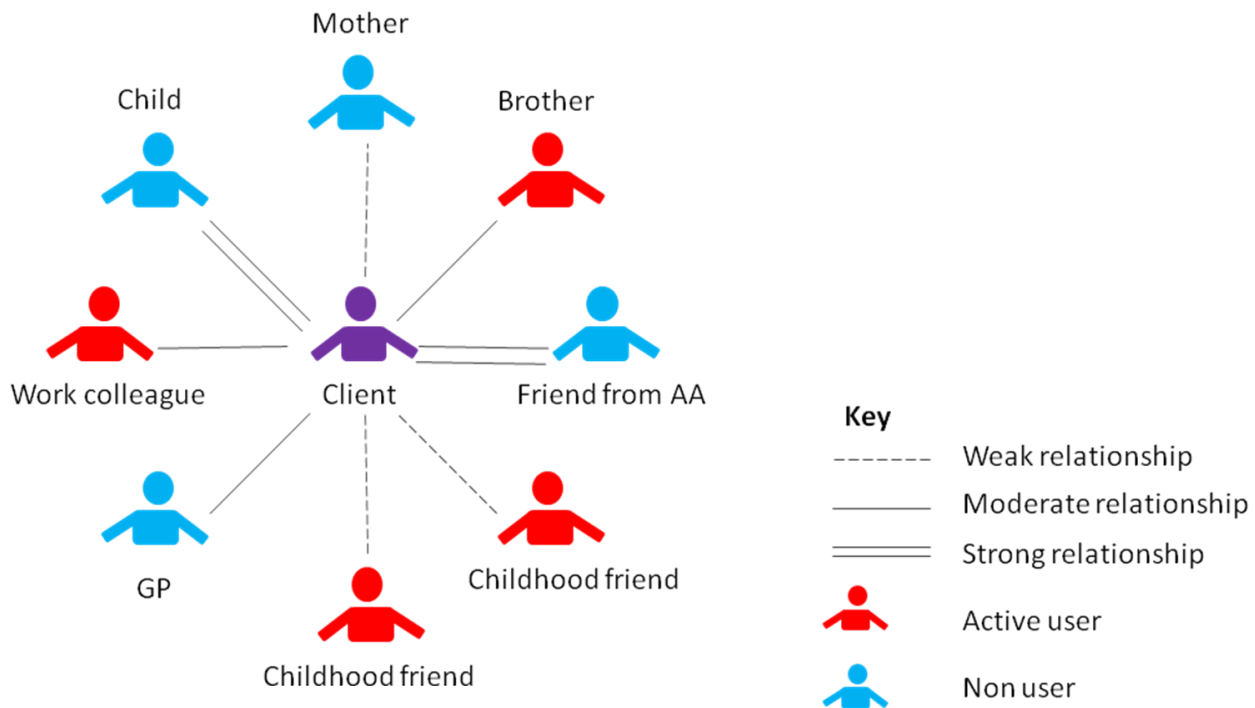 Mother
Child
Brother
Work colleague
Client
Friend from AA
GP
Childhood friend
Childhood friend
Key
Weak relationship
Moderate relationship
Strong relationship
Active user
Non user